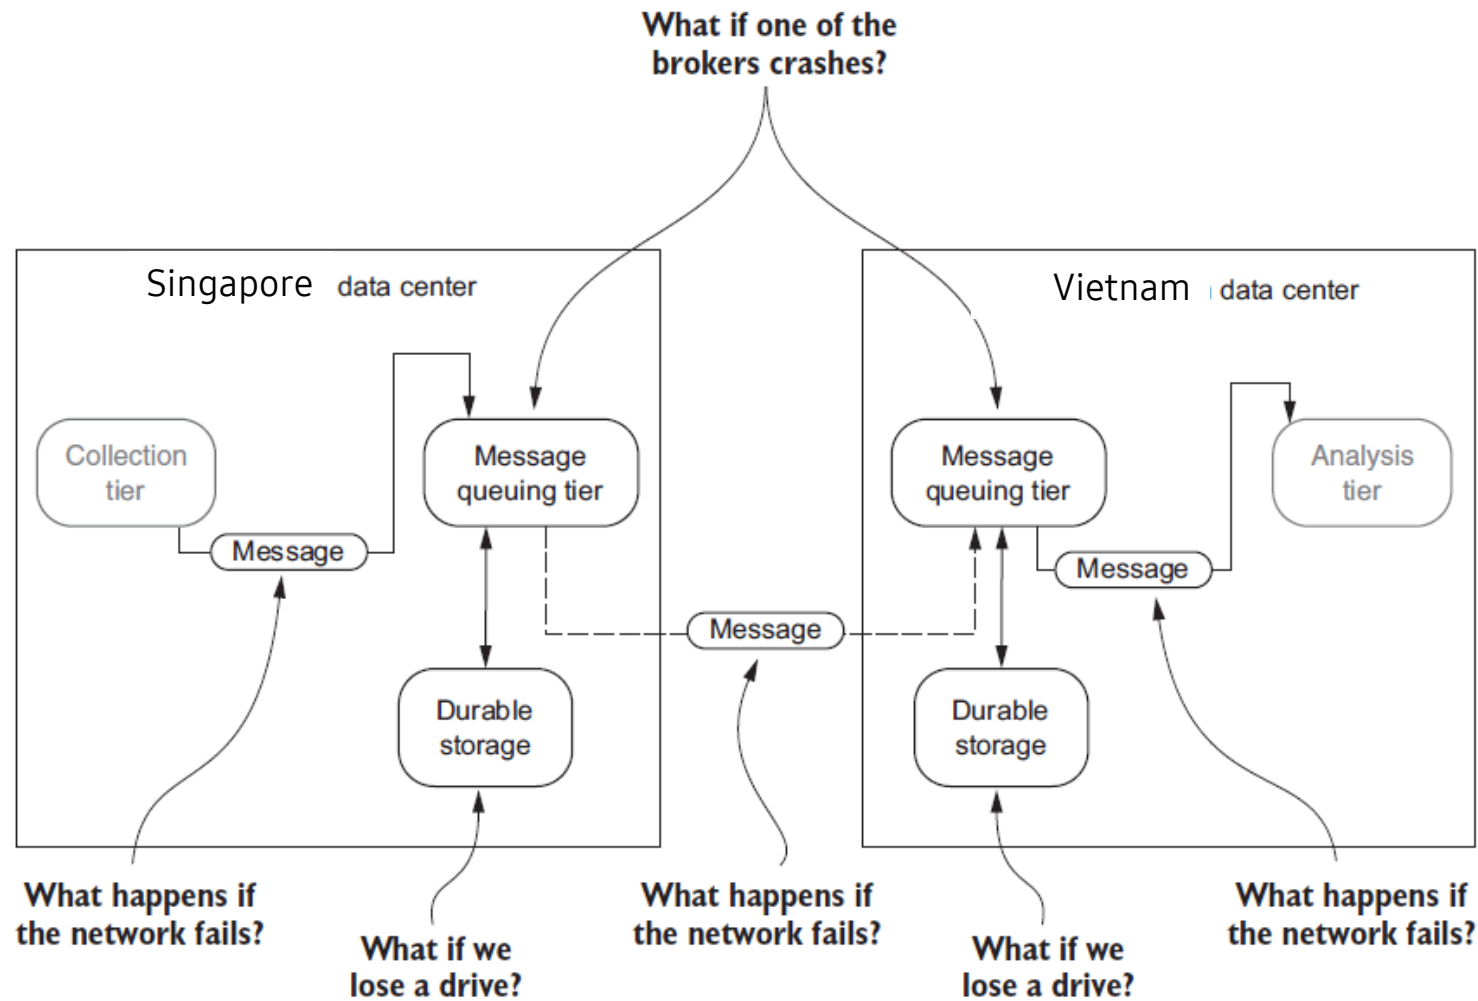 What if one of the
brokers crashes?
Singapore data center
Vietnam data center
Collection
tier
Message
queuing tier
Message
queuing tier
Analysis
tier
Message
Message
Message
Durable
storage
Durable
storage
What happens if
the network fails?
What if we
lose a drive?
What happens if
the network fails?
What if we
lose a drive?
What happens if
the network fails?